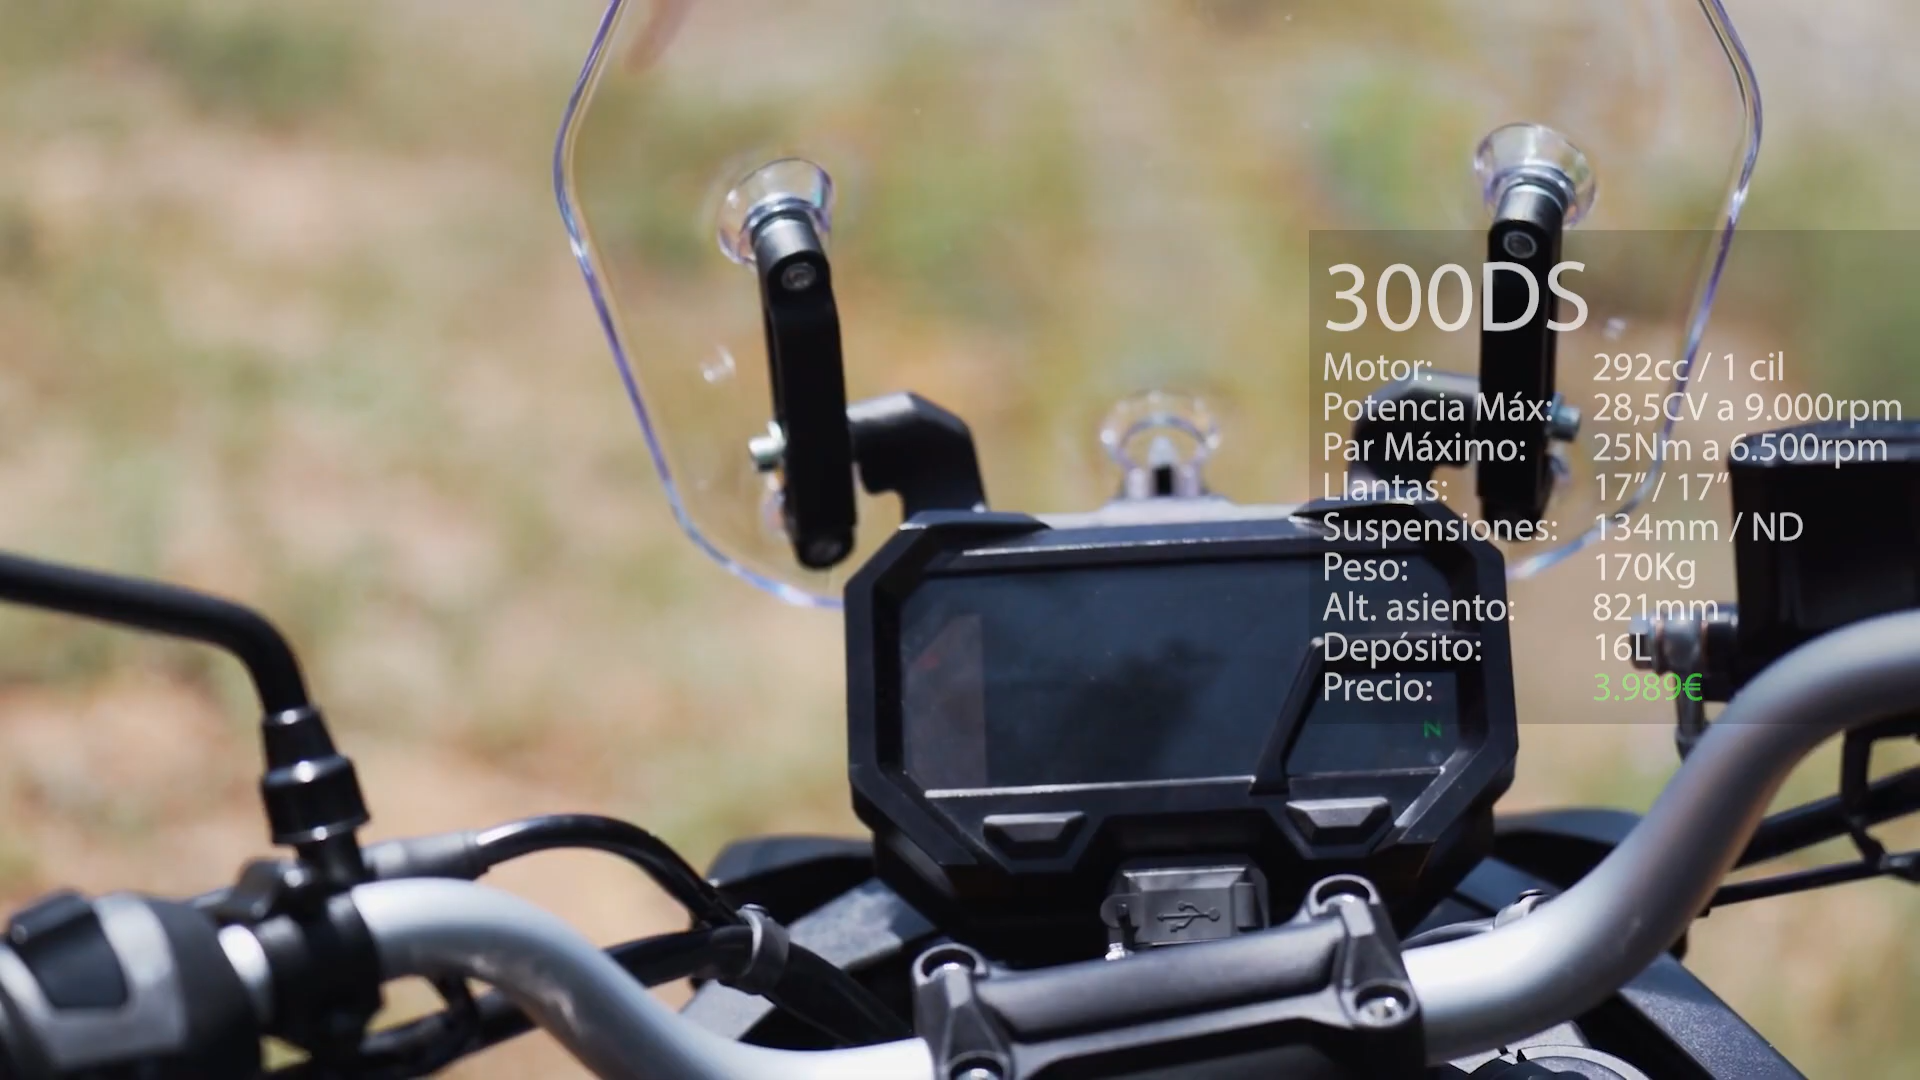 300DS
Motor: 292cc / 1 cil
Potencia Máx: 28,5CV a 9.000rpm
Par Máximo: 25Nm a 6.500rpm
Llantas: 17” / 17”
Suspensiones: 134mm / ND
Peso: 170Kg
Alt. asiento: 821mm
Depósito: 16L
Precio: 3.989€
N